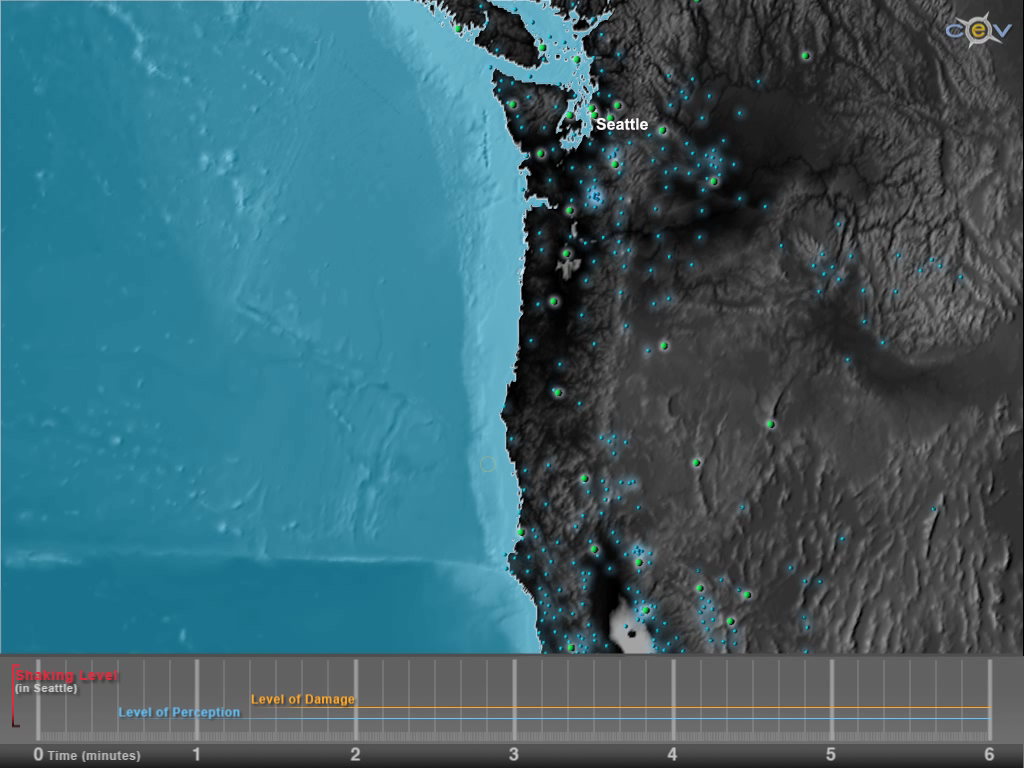 cev
Seattle
Shaking Level
(in Seattle)
Level of Damage
Level of Perception
0 Time (minutes) 1 2 3 4 5 6